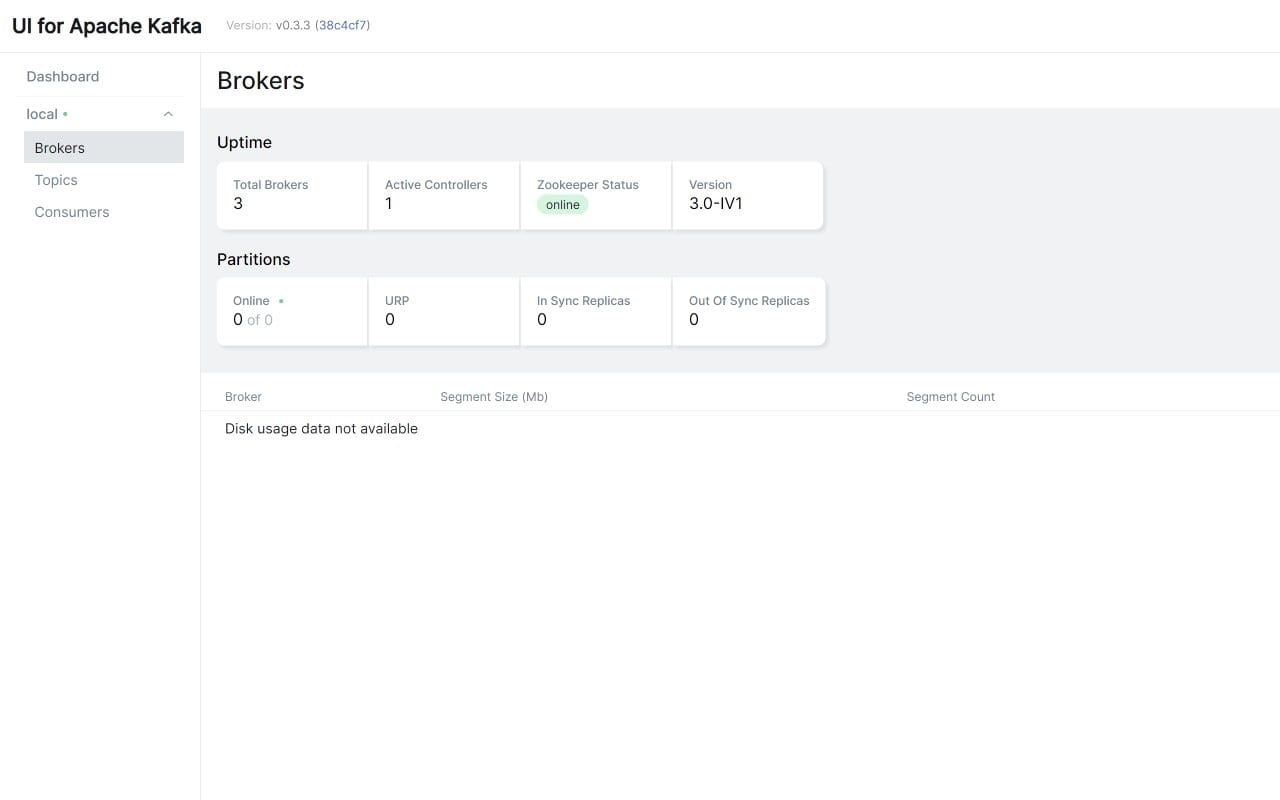 UI for Apache Kafka Version: v0.3.3 (38c4cf7)
Dashboard
local
Brokers
Topics
Consumers
Brokers
Uptime
Total Brokers Active Controllers Zookeeper Status Version
3 1 online 3.0-IV1
Partitions
Online URP In Sync Replicas Out Of Sync Replicas
0 of 0 0 0 0
Broker Segment Size (Mb) Segment Count
Disk usage data not available